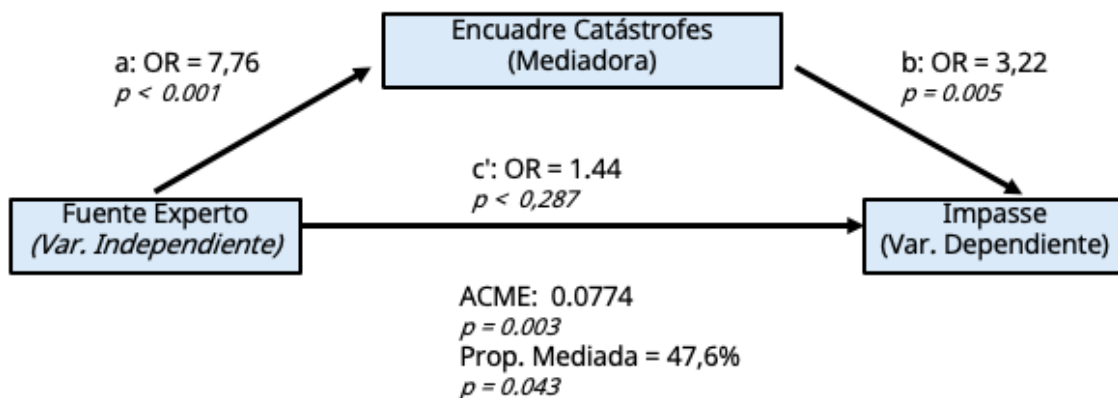 Encuadre Catástrofes
(Mediadora)
a: OR = 7,76
p < 0.001
b: OR = 3,22
p = 0.005
c': OR = 1.44
p < 0,287
Fuente Experto
(Var. Independiente)
Impasse
(Var. Dependiente)
ACME: 0.0774
p = 0.003
Prop. Mediada = 47,6%
p = 0.043